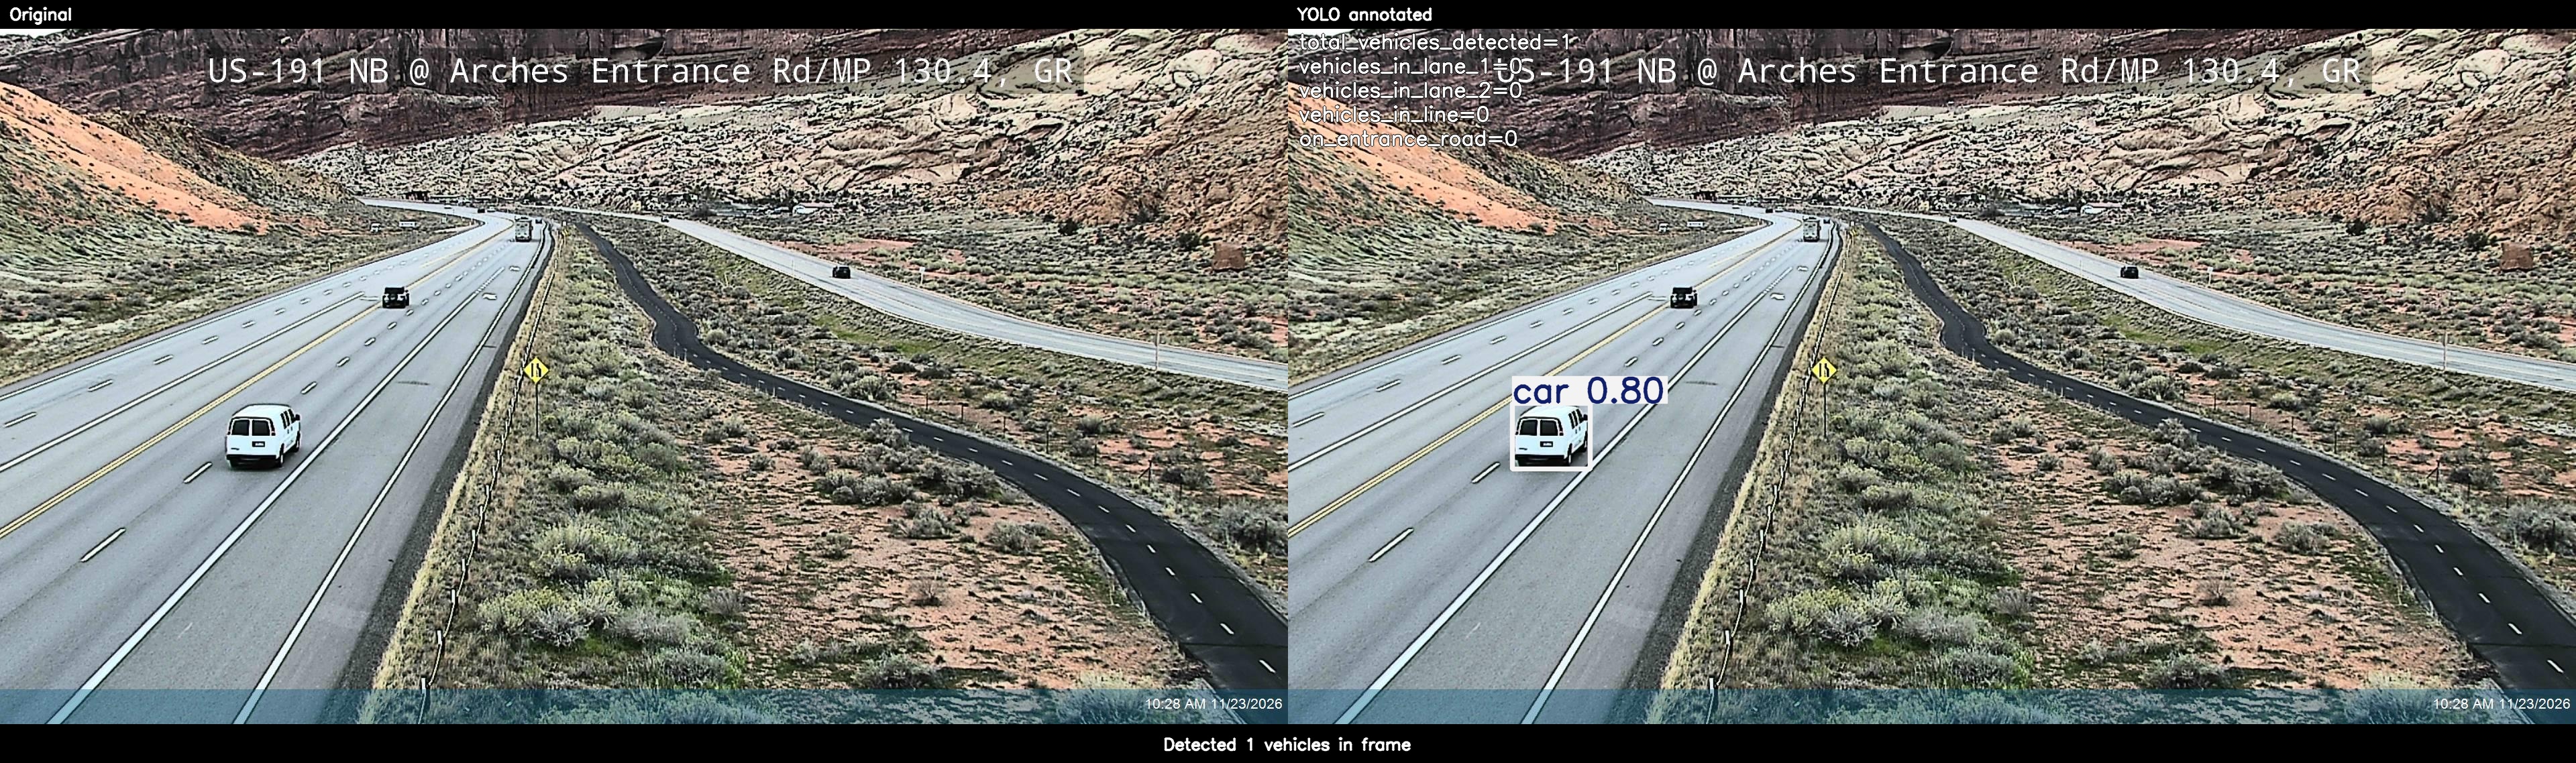 Original
YOLO annotated
US-191 NB @ Arches Entrance Rd/MP 130.4, GR
total_vehicles_detected=1
vehicles_in_lane_1=0
US-191 NB @ Arches Entrance Rd/MP 130.4, GR
vehicles_in_lane_2=0
vehicles_in_line=0
on_entrance_road=0
car 0.80
10:28 AM 11/23/2026
10:28 AM 11/23/2026
Detected 1 vehicles in frame